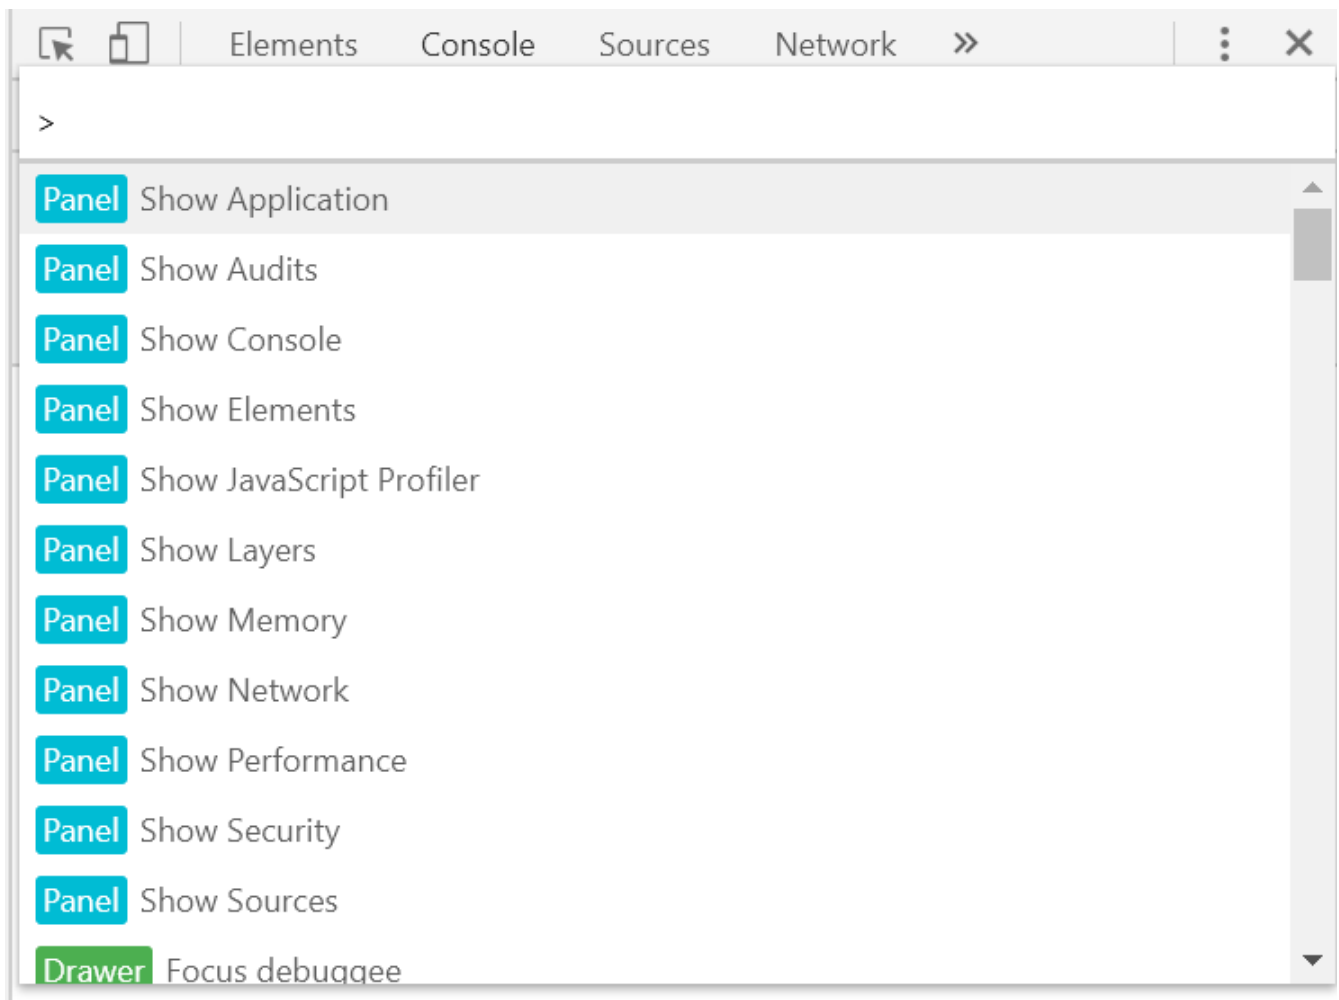 Elements Console Sources Network »
>
Panel Show Application
Panel Show Audits
Panel Show Console
Panel Show Elements
Panel Show JavaScript Profiler
Panel Show Layers
Panel Show Memory
Panel Show Network
Panel Show Performance
Panel Show Security
Panel Show Sources
Drawer Focus debuggee